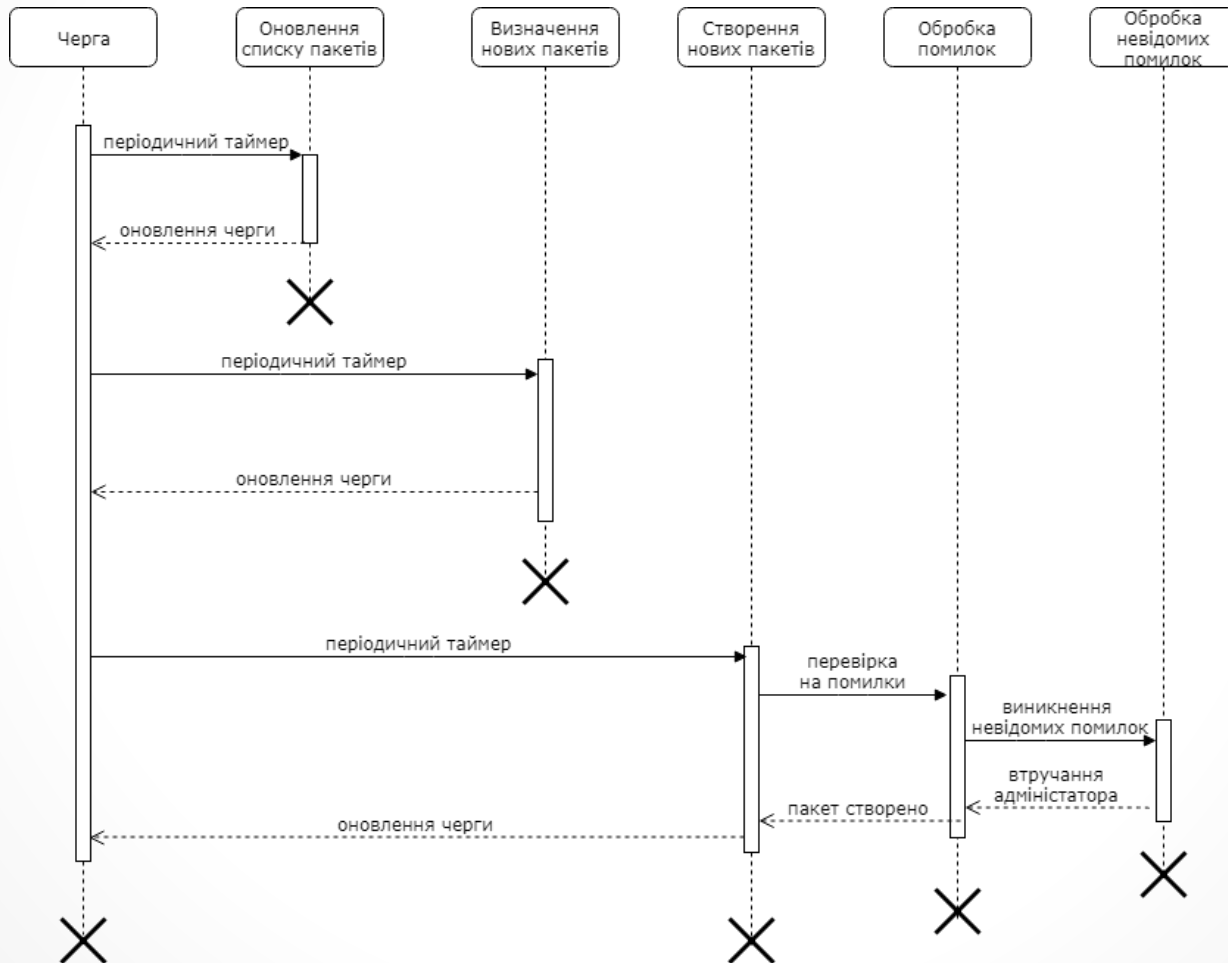 Черга
Оновлення
списку пакетів
Визначення
нових пакетів
Створення
нових пакетів
Обробка
помилок
Обробка
невідомих
помилок
періодичний таймер
оновлення черги
періодичний таймер
оновлення черги
періодичний таймер
перевірка
на помилки
виникнення
невідомих помилок
втручання
адміністатора
пакет створено
оновлення черги